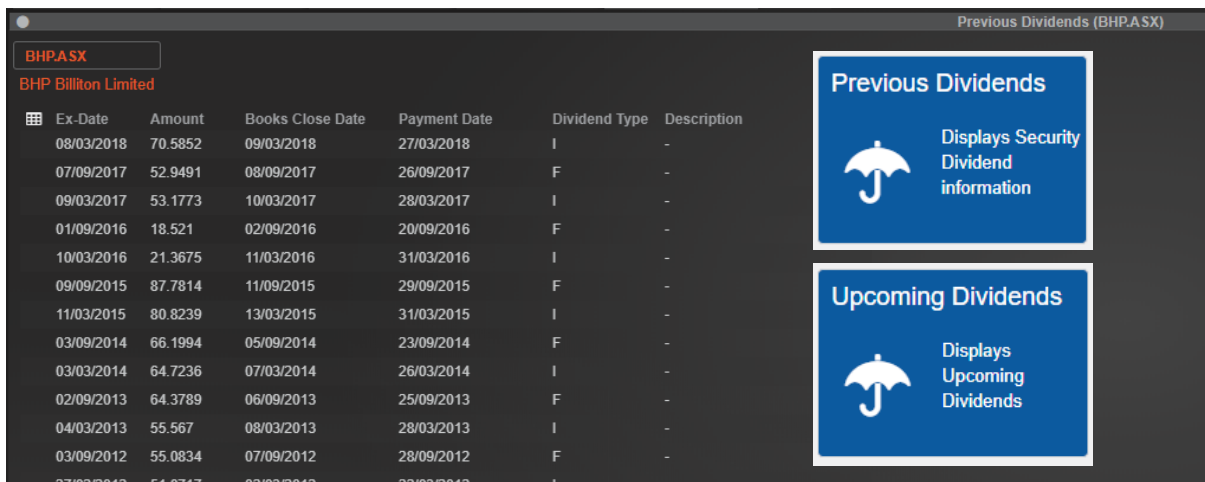 Previous Dividends (BHP.ASX)
BHP.ASX
BHP Billiton Limited
Ex-Date Amount Books Close Date Payment Date Dividend Type Description
08/03/2018 70.5852 09/03/2018 27/03/2018 I -
07/09/2017 52.9491 08/09/2017 26/09/2017 F -
09/03/2017 53.1773 10/03/2017 28/03/2017 I -
01/09/2016 18.521 02/09/2016 20/09/2016 F -
10/03/2016 21.3675 11/03/2016 31/03/2016 I -
09/09/2015 87.7814 11/09/2015 29/09/2015 F -
11/03/2015 80.8239 13/03/2015 31/03/2015 I -
03/09/2014 66.1994 05/09/2014 23/09/2014 F -
03/03/2014 64.7236 07/03/2014 26/03/2014 I -
02/09/2013 64.3789 06/09/2013 25/09/2013 F -
04/03/2013 55.567 08/03/2013 28/03/2013 I -
03/09/2012 55.0834 07/09/2012 28/09/2012 F -
Previous Dividends
Displays Security
Dividend
information
Upcoming Dividends
Displays
Upcoming
Dividends